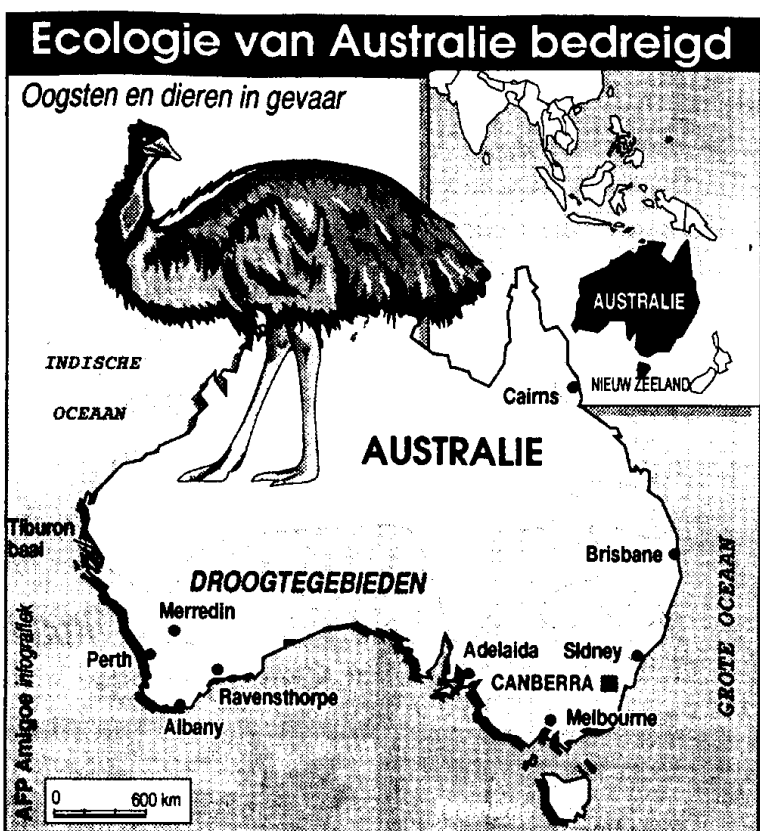 Ecologie van Australie bedreigd
Oogsten en dieren in gevaar
AUSTRALIE
NIEUW ZEELAND
INDISCHE
OCEAAN
Cairns
AUSTRALIE
Tiburon
baai
Brisbane
GROTE OCEAAN
DROOGTEGEBIEDEN
Merredin
Perth
Adelaida
Sidney
CANBERRA
Ravensthorpe
Albany
Melbourne
AFP Amigoe infografiek
0 600 km